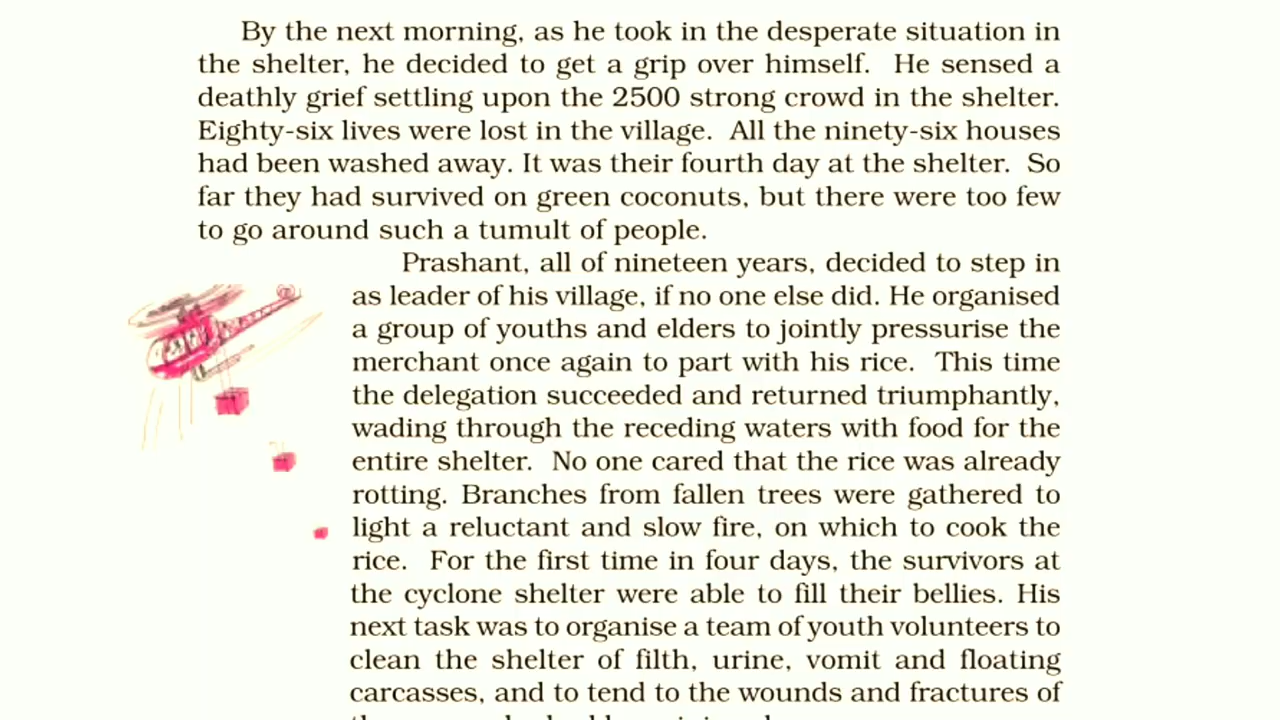 By the next morning, as he took in the desperate situation in
the shelter, he decided to get a grip over himself. He sensed a
deathly grief settling upon the 2500 strong crowd in the shelter.
Eighty-six lives were lost in the village. All the ninety-six houses
had been washed away. It was their fourth day at the shelter. So
far they had survived on green coconuts, but there were too few
to go around such a tumult of people.
Prashant, all of nineteen years, decided to step in
as leader of his village, if no one else did. He organised
a group of youths and elders to jointly pressurise the
merchant once again to part with his rice. This time
the delegation succeeded and returned triumphantly,
wading through the receding waters with food for the
entire shelter. No one cared that the rice was already
rotting. Branches from fallen trees were gathered to
light a reluctant and slow fire, on which to cook the
rice. For the first time in four days, the survivors at
the cyclone shelter were able to fill their bellies. His
next task was to organise a team of youth volunteers to
clean the shelter of filth, urine, vomit and floating
carcasses, and to tend to the wounds and fractures of